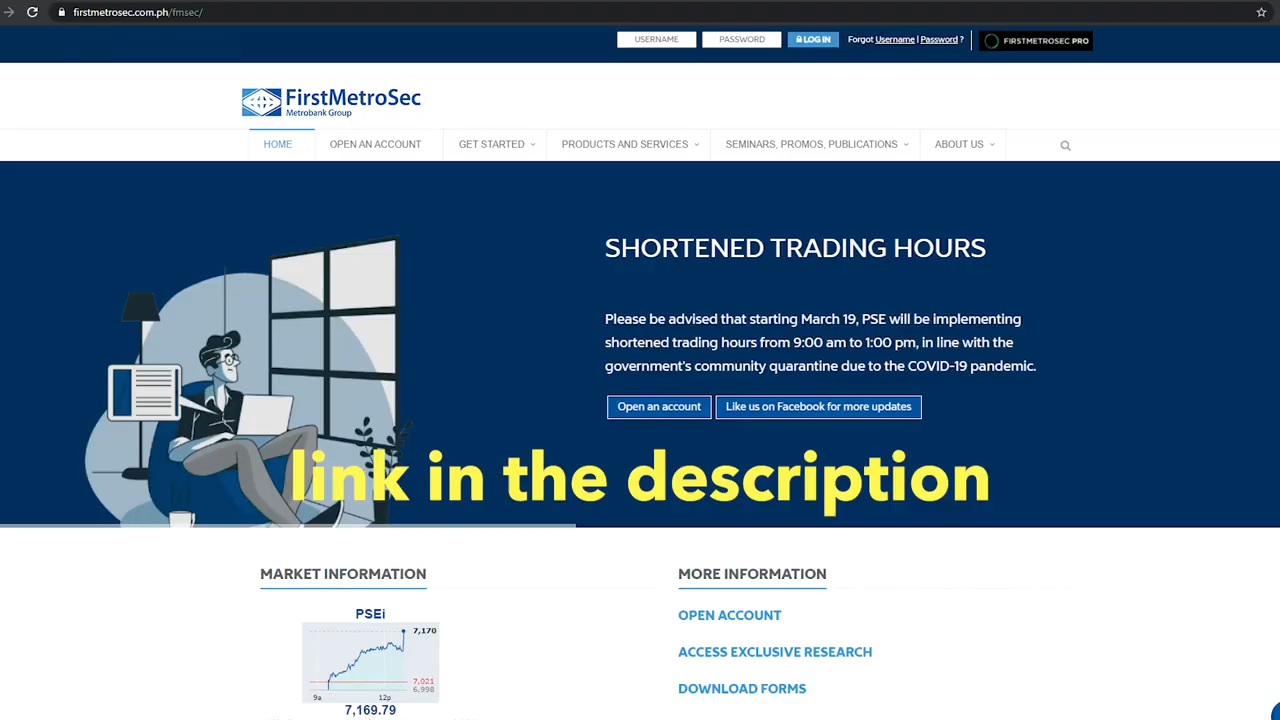 firstmetrosec.com.ph/fmsec/
USERNAME
PASSWORD
LOG IN
Forgot Username | Password ?
FIRSTMETROSEC PRO
FirstMetroSec
Metrobank Group
HOME
OPEN AN ACCOUNT
GET STARTED
PRODUCTS AND SERVICES
SEMINARS, PROMOS, PUBLICATIONS
ABOUT US
SHORTENED TRADING HOURS
Please be advised that starting March 19, PSE will be implementing
shortened trading hours from 9:00 am to 1:00 pm, in line with the
government's community quarantine due to the COVID-19 pandemic.
Open an account
Like us on Facebook for more updates
link in the description
MARKET INFORMATION
PSEi
7,170
7,021
6,998
9a
12p
7,169.79
MORE INFORMATION
OPEN ACCOUNT
ACCESS EXCLUSIVE RESEARCH
DOWNLOAD FORMS